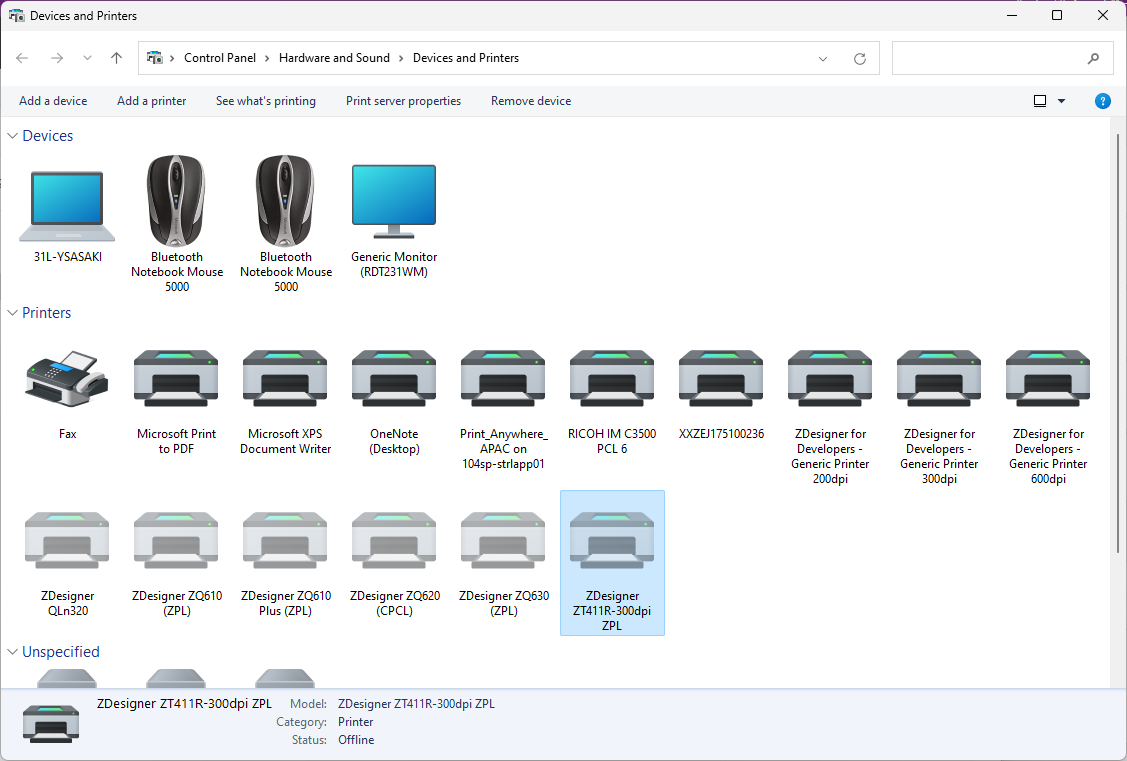 Devices and Printers
Control Panel > Hardware and Sound > Devices and Printers
Add a device Add a printer See what's printing Print server properties Remove device
Devices
31L-YSASAKI
Bluetooth
Notebook Mouse
5000
Bluetooth
Notebook Mouse
5000
Generic Monitor
(RDT231WM)
Printers
Fax
Microsoft Print
to PDF
Microsoft XPS
Document Writer
OneNote
(Desktop)
Print_Anywhere_
APAC on
104sp-strlapp01
RICOH IM C3500
PCL 6
XXZEJ175100236
ZDesigner for
Developers -
Generic Printer
200dpi
ZDesigner for
Developers -
Generic Printer
300dpi
ZDesigner for
Developers -
Generic Printer
600dpi
ZDesigner
QLn320
ZDesigner ZQ610
(ZPL)
ZDesigner ZQ610
Plus (ZPL)
ZDesigner ZQ620
(CPCL)
ZDesigner ZQ630
(ZPL)
ZDesigner
ZT411R-300dpi
ZPL
Unspecified
ZDesigner ZT411R-300dpi ZPL Model: ZDesigner ZT411R-300dpi ZPL
Category: Printer
Status: Offline